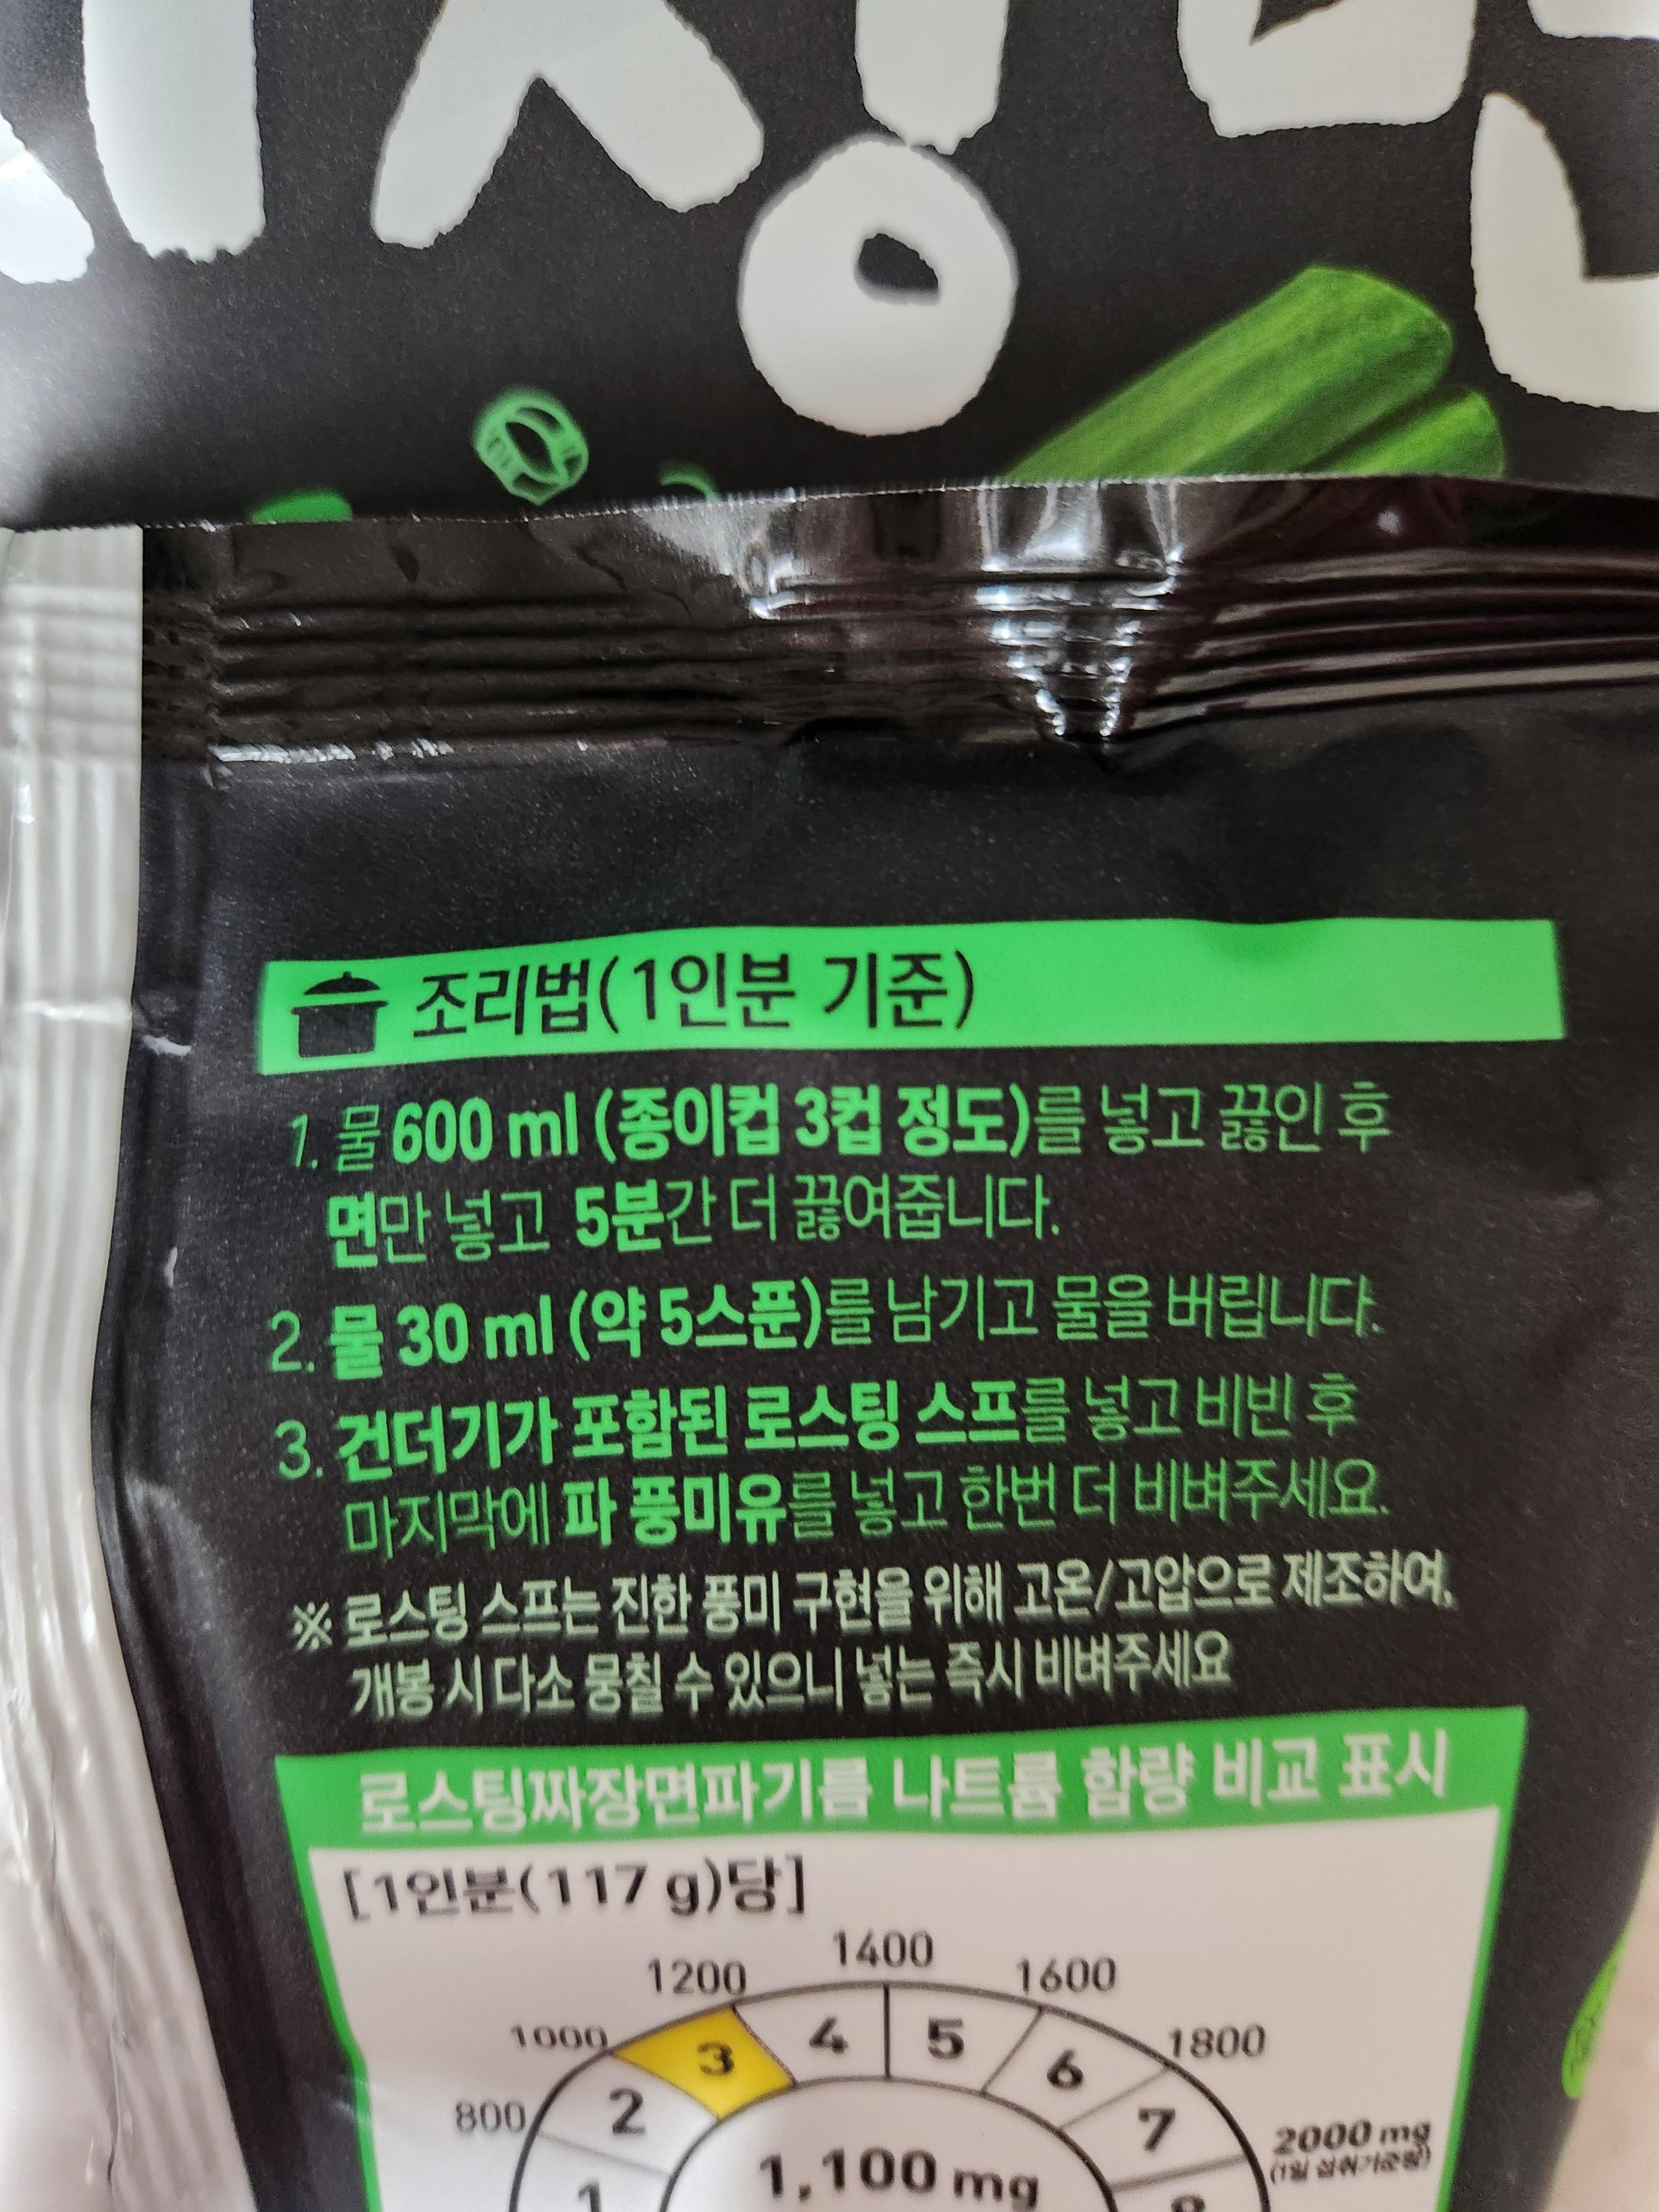 조리법(1인분 기준)
1. 물 600 ml (종이컵 3컵 정도)를 넣고 끓인 후
면만 넣고 5분간 더 끓여줍니다.
2. 물 30 ml (약 5스푼)를 남기고 물을 버립니다.
3. 건더기가 포함된 로스팅 스프를 넣고 비빈 후
마지막에 파 풍미유를 넣고 한번 더 비벼주세요.
※ 로스팅 스프는 진한 풍미 구현을 위해 고온/고압으로 제조하여,
개봉 시 다소 뭉칠 수 있으니 넣는 즉시 비벼주세요
로스팅짜장면파기름 나트륨 함량 비교 표시
[1인분(117 g)당]
1400
1200 1600
1000 1800
800 2000 mg
(1일 섭취기준량)
1 2 3 4 5 6 7 8
1,100 mg